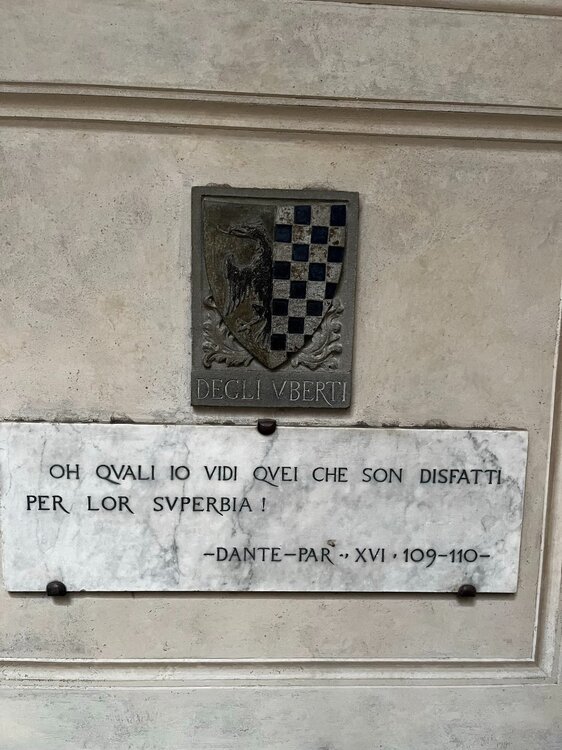 DEGLI VBERTI
OH QVALI IO VIDI QVEI CHE SON DISFATTI
PER LOR SVPERBIA !
-DANTE-PAR., XVI, 109-110-